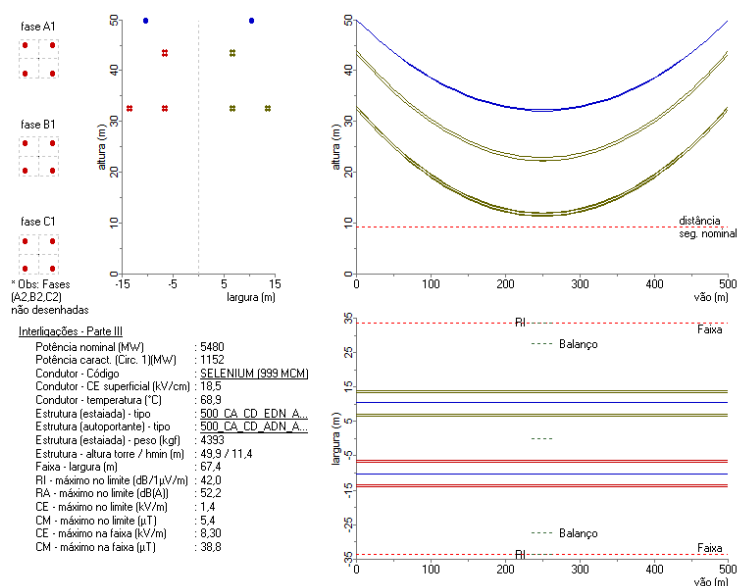 fase A1
fase B1
fase C1
* Obs: Fases
(A2,B2,C2)
não desenhadas
altura (m)
50
40
30
20
10
0
-15
-5
5
15
largura (m)
altura (m)
50
40
30
20
10
0
distância
seg. nominal
0
100
200
300
400
500
vão (m)
Interligações - Parte III
Potência nominal (MW) : 5480
Potência caract. (Circ. 1)(MW) : 1152
Condutor - Código : SELENIUM (999 MCM)
Condutor - CE superficial (kV/cm) : 18,5
Condutor - temperatura (°C) : 68,9
Estrutura (estaiada) - tipo : 500_CA_CD_EDN_A...
Estrutura (autoportante) - tipo : 500_CA_CD_ADN_A...
Estrutura (estaiada) - peso (kgf) : 4393
Estrutura - altura torre / hmin (m) : 49,9 / 11,4
Faixa - largura (m) : 67,4
RI - máximo no limite (dB/1µV/m) : 42,0
RA - máximo no limite (dB(A)) : 52,2
CE - máximo no limite (kV/m) : 1,4
CM - máximo no limite (µT) : 5,4
CE - máximo na faixa (kV/m) : 8,30
CM - máximo na faixa (µT) : 38,8
largura (m)
35
25
15
5
-5
-15
-25
-35
RI
Faixa
Balanço
Balanço
RI
Faixa
0
100
200
300
400
500
vão (m)